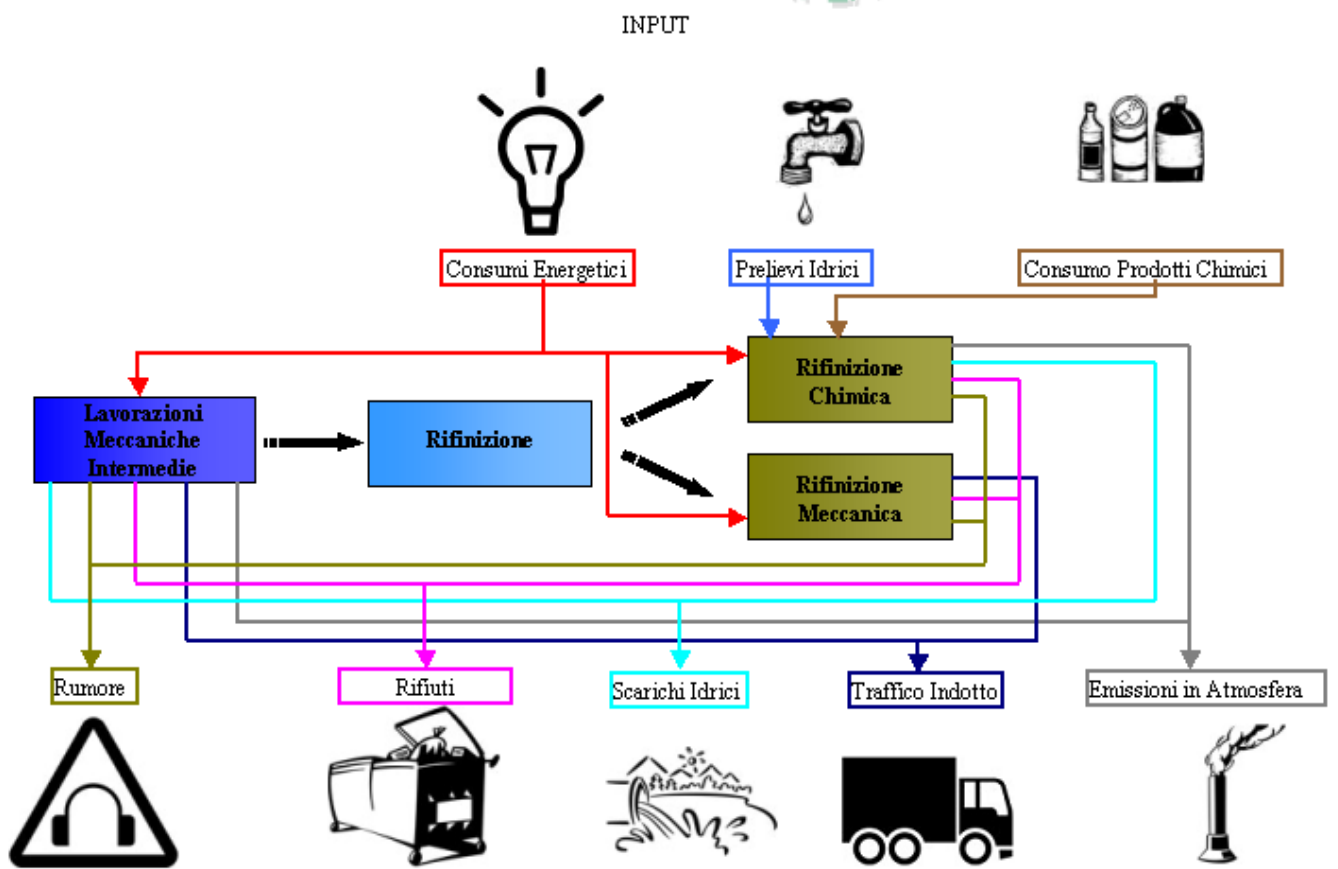 INPUT
Consumi Energetici
Prelievi Idrici
Consumo Prodotti Chimici
Rifinizione
Chimica
Lavorazioni
Meccaniche
Intermedie
Rifinizione
Rifinizione
Meccanica
Rumore
Rifiuti
Scarichi Idrici
Traffico Indotto
Emissioni in Atmosfera